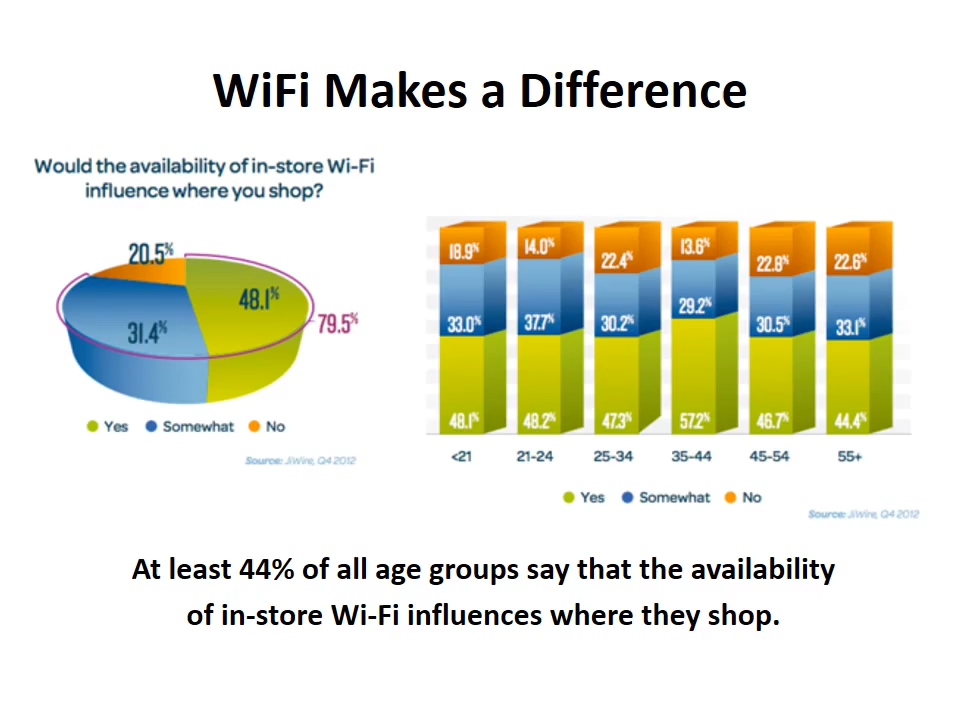 WiFi Makes a Difference
Would the availability of in-store Wi-Fi
influence where you shop?
20.5%
48.1%
31.4%
79.5%
Yes Somewhat No
Source: JiWire, Q4 2012
18.9% 14.0% 22.4% 13.6% 22.8% 22.6%
33.0% 37.7% 30.2% 29.2% 30.5% 33.1%
48.1% 48.2% 47.3% 57.2% 46.7% 44.4%
<21 21-24 25-34 35-44 45-54 55+
Yes Somewhat No
Source: JiWire, Q4 2012
At least 44% of all age groups say that the availability
of in-store Wi-Fi influences where they shop.